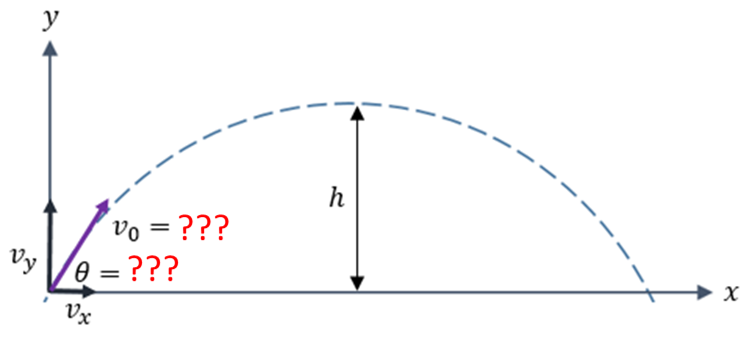 y
h
v₀ = ???
v_y
θ = ???
x
v_x